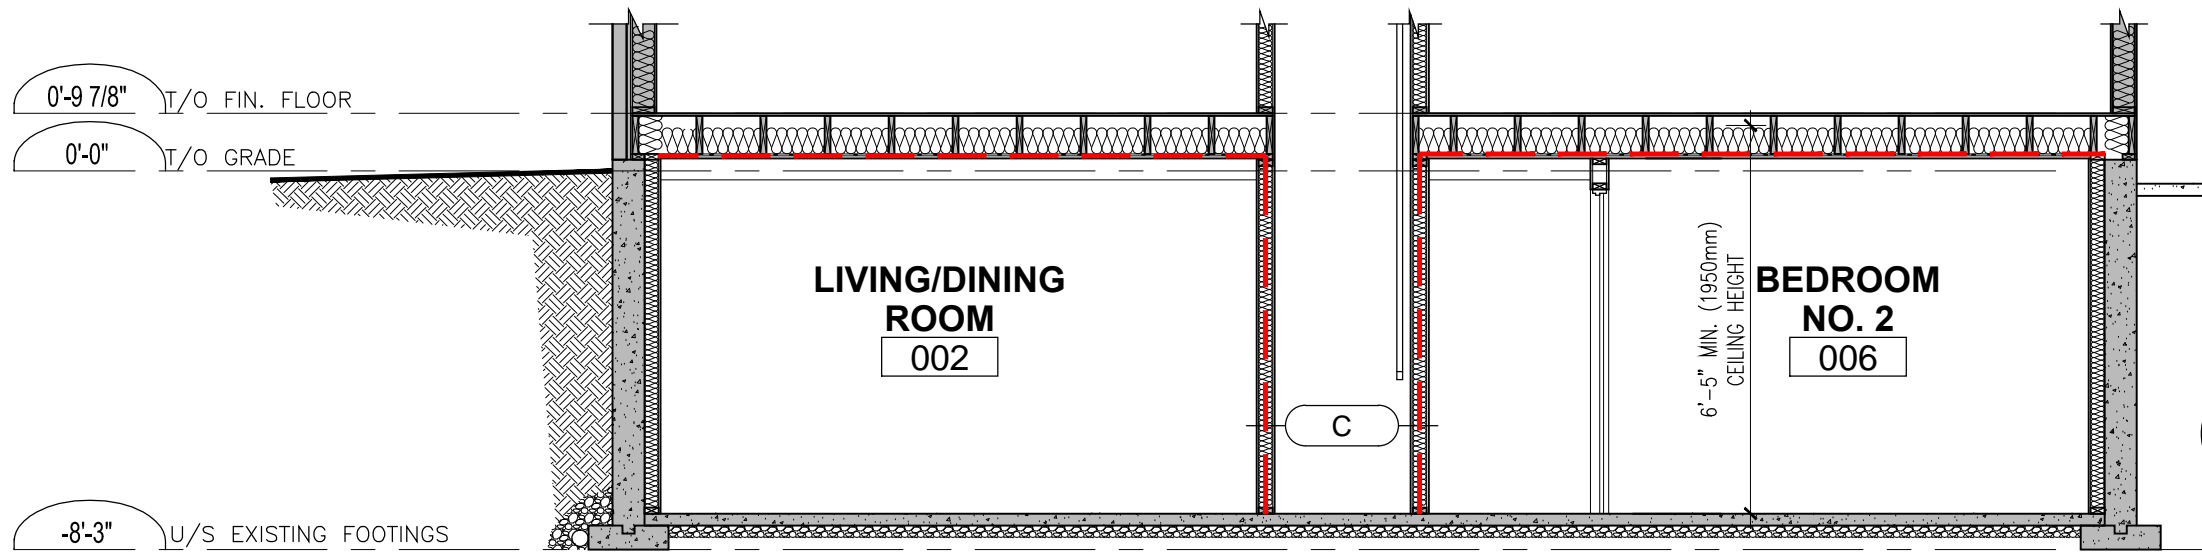 0'-9 7/8" T/O FIN. FLOOR
0'-0" T/O GRADE
LIVING/DINING
ROOM
002
C
6'-5" MIN. (1950mm)
CEILING HEIGHT
BEDROOM
NO. 2
006
-8'-3" U/S EXISTING FOOTINGS